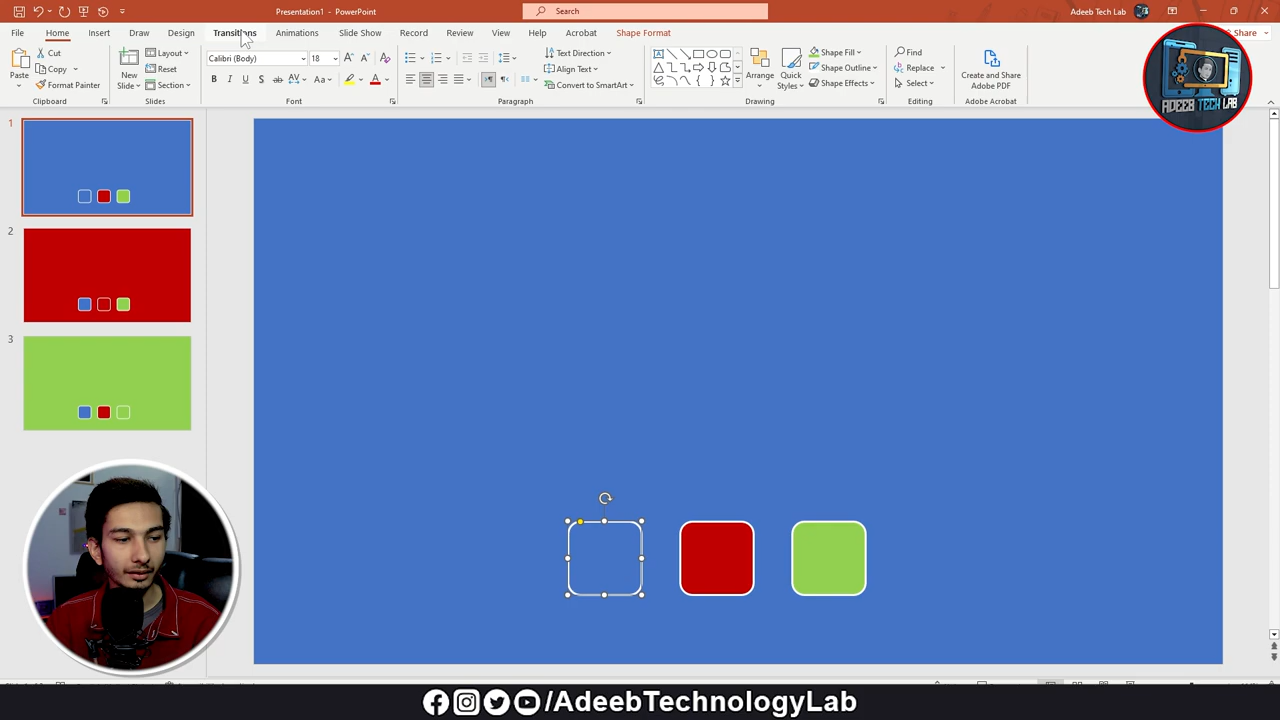 Presentation1 - PowerPoint
Search
Adeeb Tech Lab
File Home Insert Draw Design Transitions Animations Slide Show Record Review View Help Acrobat Shape Format
Share
Paste
Cut
Copy
Format Painter
Clipboard
New Slide
Layout
Reset
Section
Slides
Calibri (Body) 18
B I U S ab AV Aa A
Font
Text Direction
Align Text
Convert to SmartArt
Paragraph
Arrange
Quick Styles
Shape Fill
Shape Outline
Shape Effects
Drawing
Find
Replace
Select
Editing
Create and Share Adobe PDF
Adobe Acrobat
ADEEB TECH LAB
1
2
3
/AdeebTechnologyLab